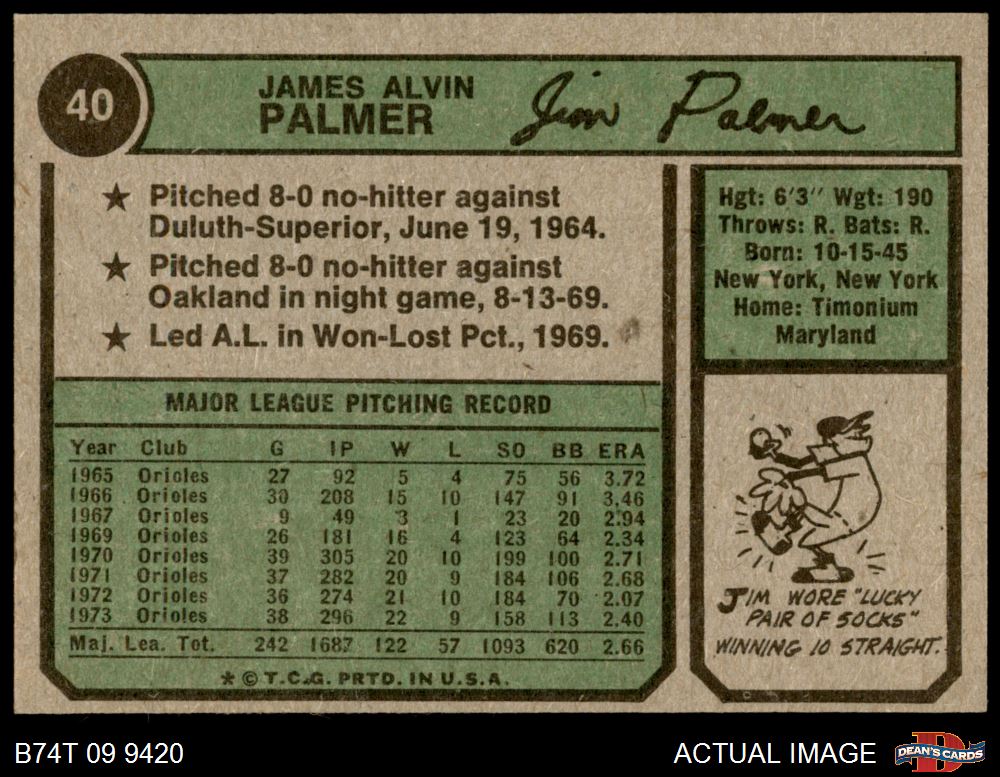 40
JAMES ALVIN
PALMER
Jim Palmer
★ Pitched 8-0 no-hitter against
Duluth-Superior, June 19, 1964.
★ Pitched 8-0 no-hitter against
Oakland in night game, 8-13-69.
★ Led A.L. in Won-Lost Pct., 1969.
Hgt: 6'3'' Wgt: 190
Throws: R. Bats: R.
Born: 10-15-45
New York, New York
Home: Timonium
Maryland
MAJOR LEAGUE PITCHING RECORD
Year Club G IP W L SO BB ERA
1965 Orioles 27 92 5 4 75 56 3.72
1966 Orioles 30 208 15 10 147 91 3.46
1967 Orioles 9 49 3 1 23 20 2.94
1969 Orioles 26 181 16 4 123 64 2.34
1970 Orioles 39 305 20 10 199 100 2.71
1971 Orioles 37 282 20 9 184 106 2.68
1972 Orioles 36 274 21 10 184 70 2.07
1973 Orioles 38 296 22 9 158 113 2.40
Maj. Lea. Tot. 242 1687 122 57 1093 620 2.66
★ © T.C.G. PRTD. IN U.S.A.
JIM WORE "LUCKY
PAIR OF SOCKS"
WINNING 10 STRAIGHT.
B74T 09 9420
ACTUAL IMAGE
DEAN'S CARDS